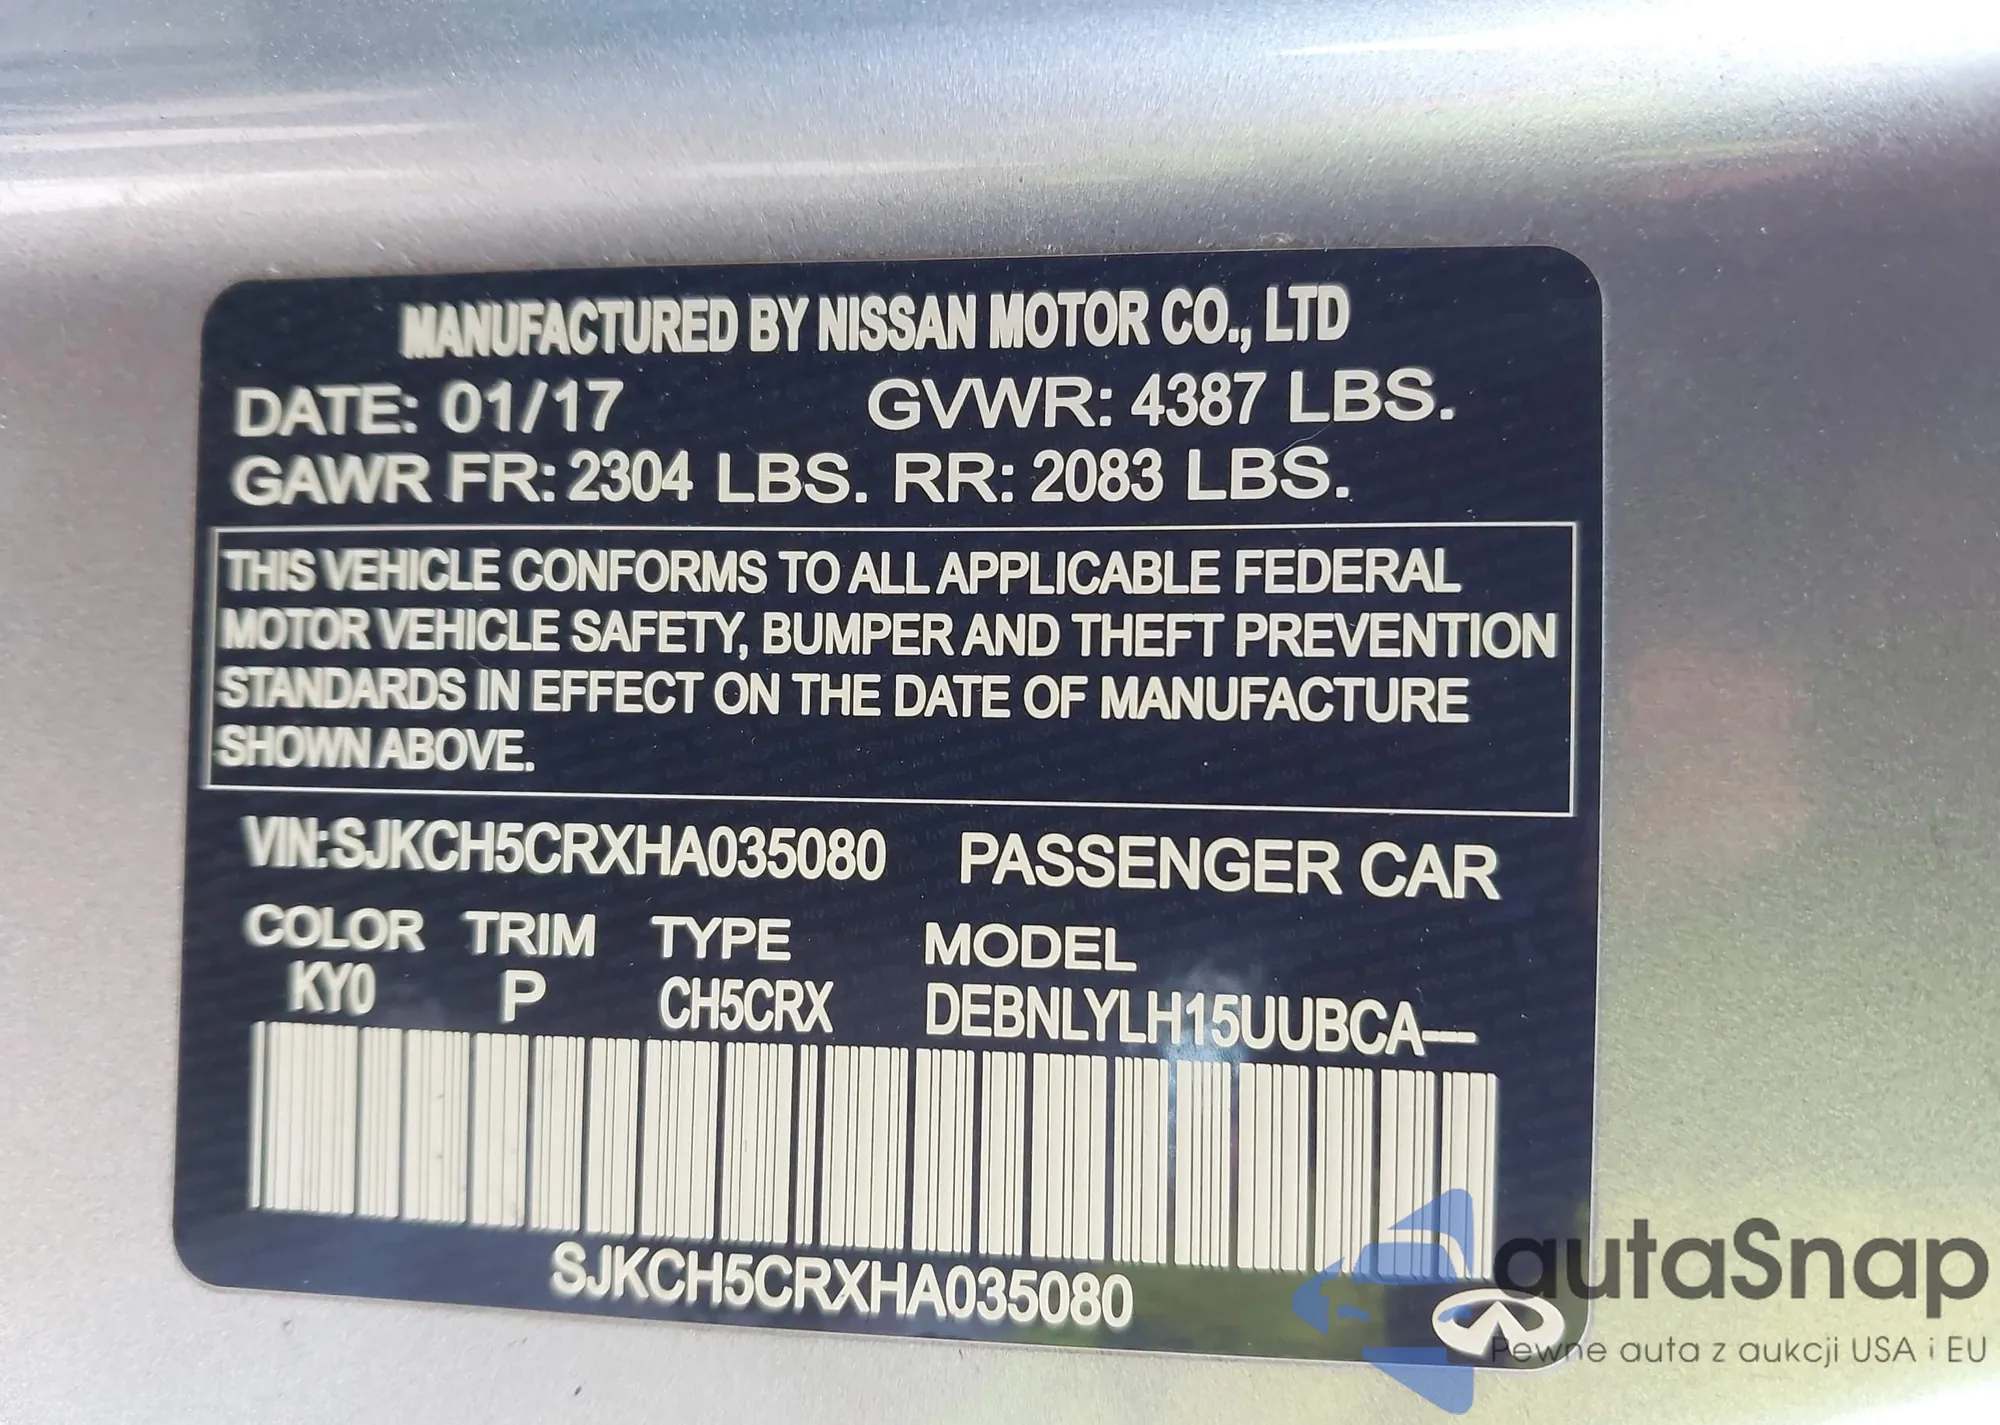 MANUFACTURED BY NISSAN MOTOR CO., LTD
DATE: 01/17 GVWR: 4387 LBS.
GAWR FR: 2304 LBS. RR: 2083 LBS.
THIS VEHICLE CONFORMS TO ALL APPLICABLE FEDERAL
MOTOR VEHICLE SAFETY, BUMPER AND THEFT PREVENTION
STANDARDS IN EFFECT ON THE DATE OF MANUFACTURE
SHOWN ABOVE.
VIN:SJKCH5CRXHA035080 PASSENGER CAR
COLOR TRIM TYPE MODEL
KY0 P CH5CRX DEBNLYLH15UUBCA---
SJKCH5CRXHA035080
autaSnap
Pewne auta z aukcji USA i EU